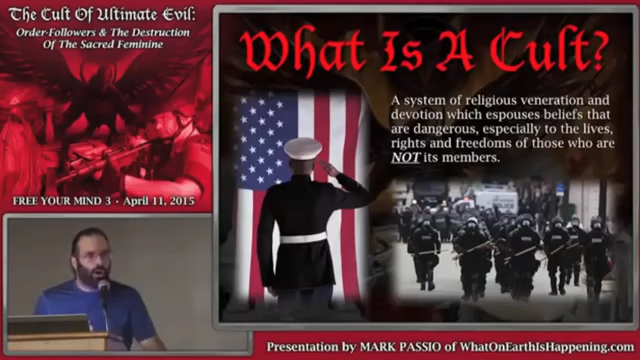 The Cult Of Ultimate Evil:
Order-Followers & The Destruction
Of The Sacred Feminine
FREE YOUR MIND 3 · April 11, 2015
What Is A Cult?
A system of religious veneration and
devotion which espouses beliefs that
are dangerous, especially to the lives,
rights and freedoms of those who are
NOT its members.
Presentation by MARK PASSIO of WhatOnEarthIsHappening.com